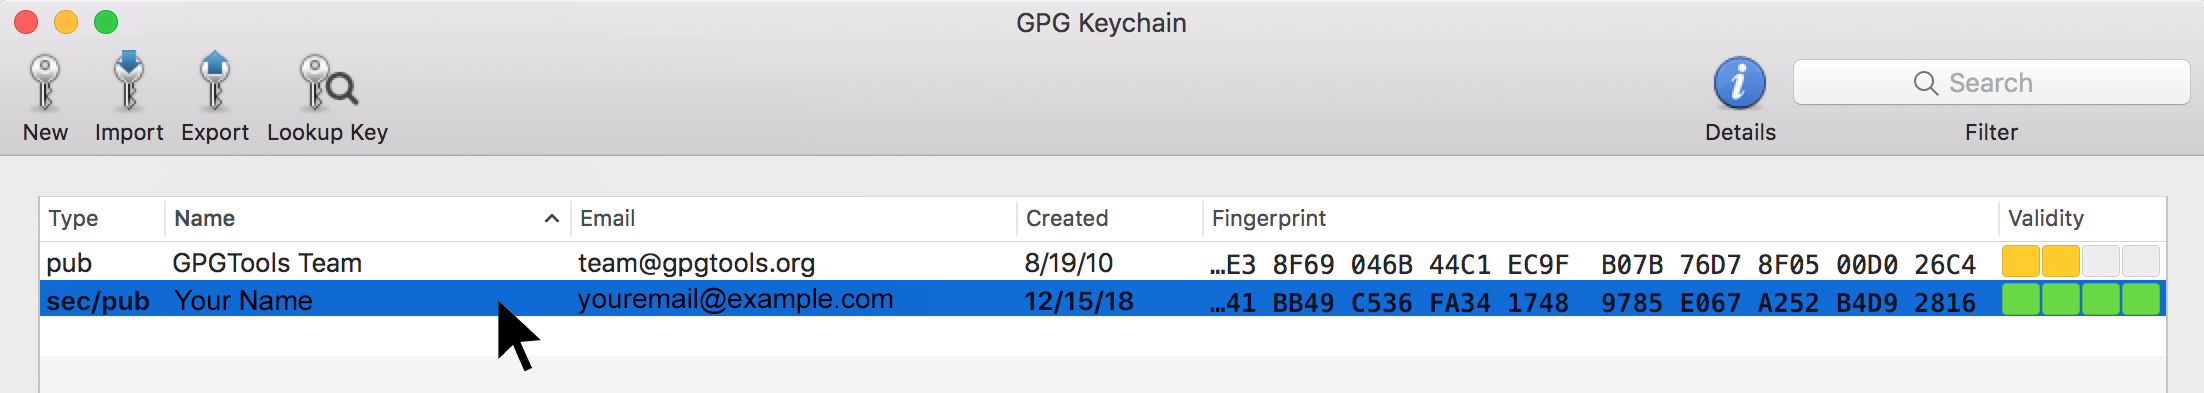 GPG Keychain
New Import Export Lookup Key Details Search Filter
Type Name Email Created Fingerprint Validity
pub GPGTools Team team@gpgtools.org 8/19/10 …E3 8F69 046B 44C1 EC9F B07B 76D7 8F05 00D0 26C4
sec/pub Your Name youremail@example.com 12/15/18 …41 BB49 C536 FA34 1748 9785 E067 A252 B4D9 2816